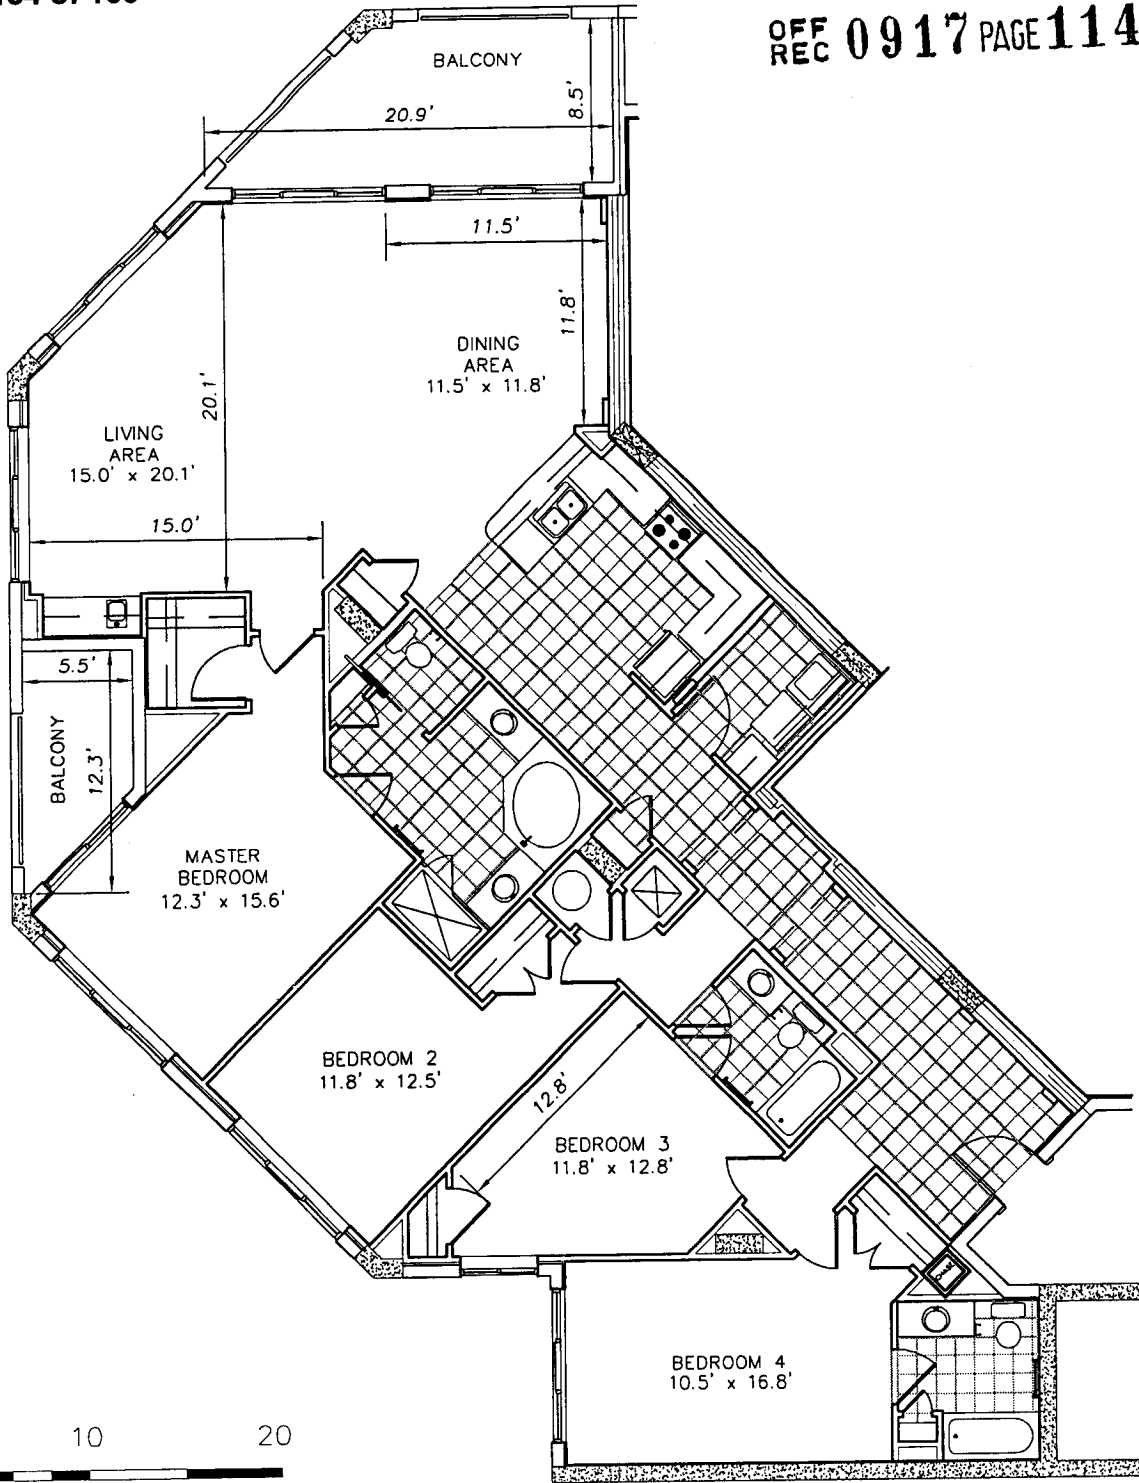 OFF
REC 0917 PAGE 114
BALCONY
20.9'
8.5'
11.5'
11.8'
DINING
AREA
11.5' x 11.8'
20.1'
LIVING
AREA
15.0' x 20.1'
15.0'
5.5'
BALCONY
12.3'
MASTER
BEDROOM
12.3' x 15.6'
BEDROOM 2
11.8' x 12.5'
12.8'
BEDROOM 3
11.8' x 12.8'
BEDROOM 4
10.5' x 16.8'
10 20